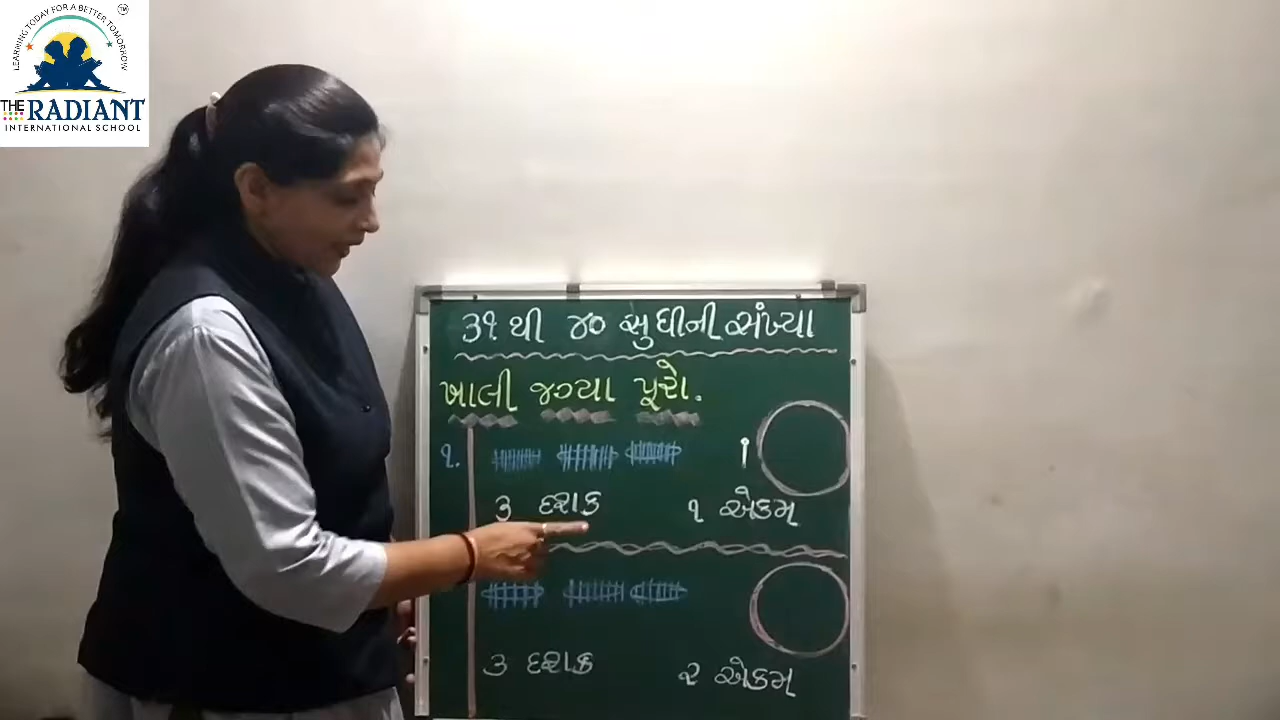 LEARNING TODAY FOR A BETTER TOMORROW
TM
THE RADIANT
INTERNATIONAL SCHOOL
૩૧ થી ૪૦ સુધીની સંખ્યા
ખાલી જગ્યા પૂરો.
૧.
૩ દશક ૧ એકમ
૩ દશક ૨ એકમ